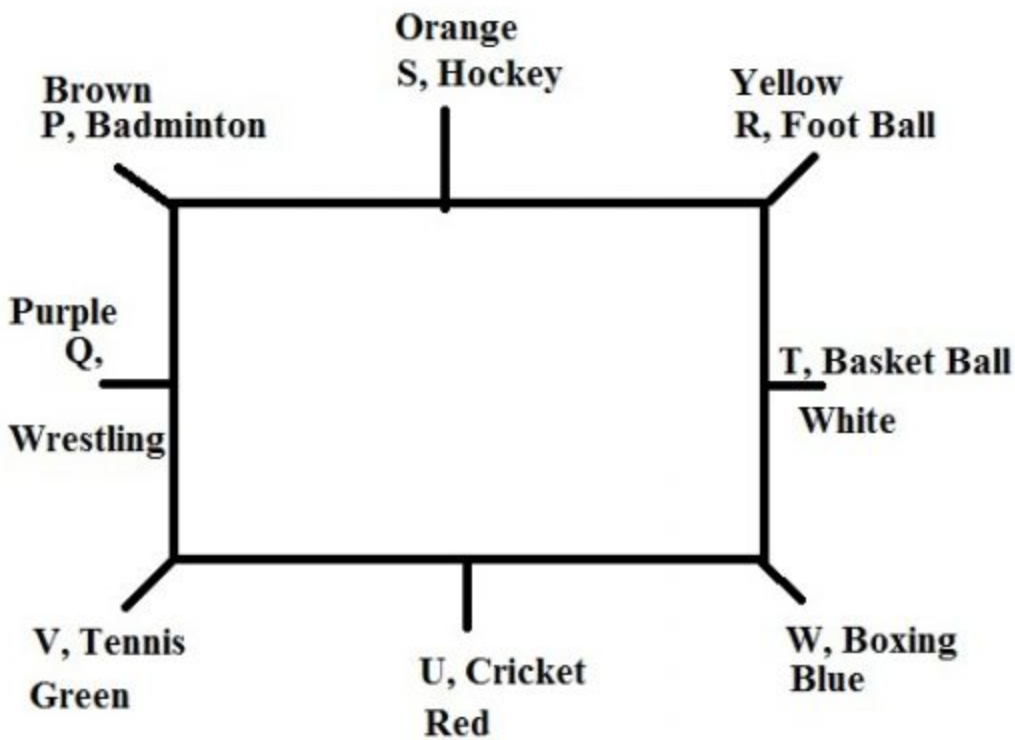 Orange
S, Hockey
Brown
P, Badminton
Yellow
R, Foot Ball
Purple
Q,
Wrestling
T, Basket Ball
White
V, Tennis
Green
U, Cricket
Red
W, Boxing
Blue